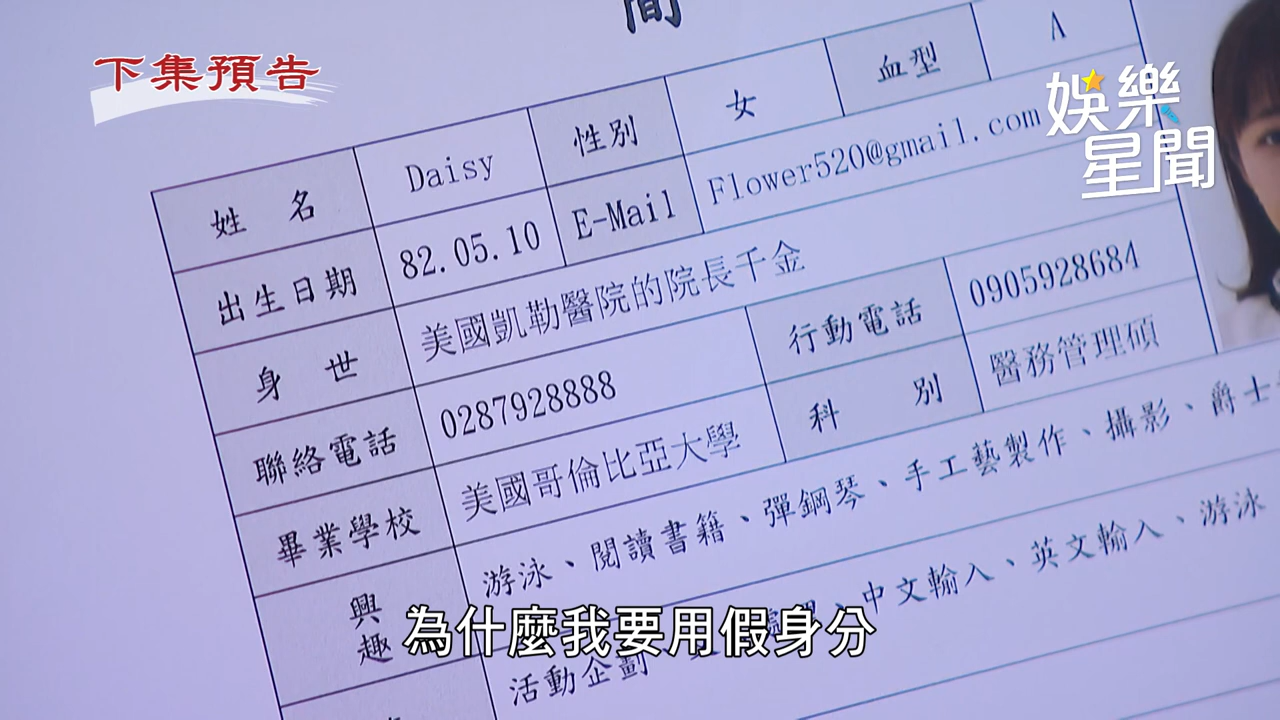 間
下集預告
娛樂
星聞
姓 名 Daisy 性別 女 血型 A
出生日期 82.05.10 E-Mail Flower520@gmail.com
身 世 美國凱勒醫院的院長千金
聯絡電話 0287928888 行動電話 0905928684
畢業學校 美國哥倫比亞大學 科 別 醫務管理碩
興趣 游泳、閱讀書籍、彈鋼琴、手工藝製作、攝影、爵士
中文輸入、英文輸入、游泳
活動企劃
為什麼我要用假身分